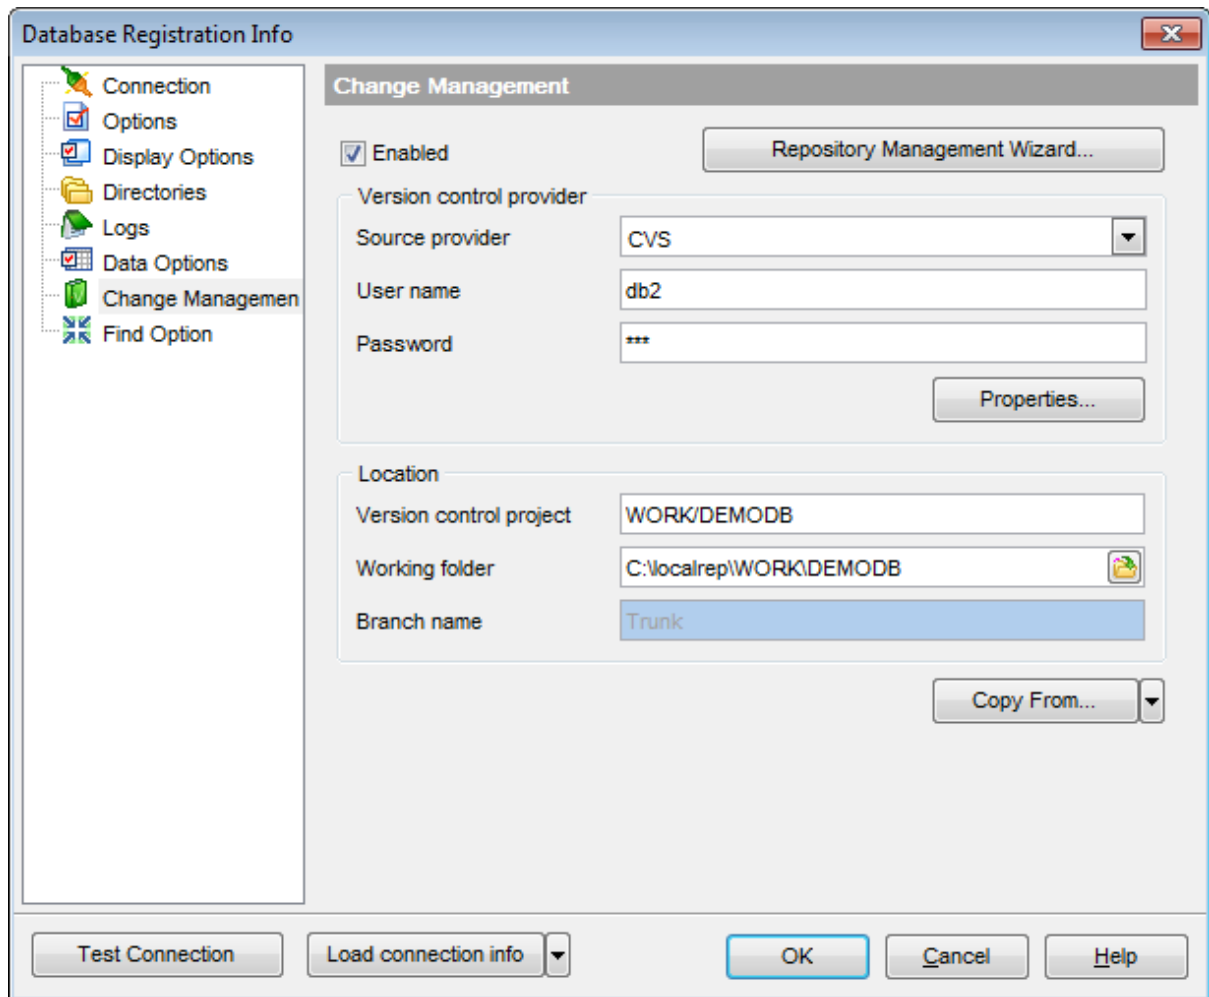 Database Registration Info
Connection
Options
Display Options
Directories
Logs
Data Options
Change Managemen
Find Option
Change Management
Enabled
Repository Management Wizard...
Version control provider
Source provider
CVS
User name
db2
Password
***
Properties...
Location
Version control project
WORK/DEMODB
Working folder
C:\localrep\WORK\DEMODB
Branch name
Trunk
Copy From...
Test Connection
Load connection info
OK
Cancel
Help